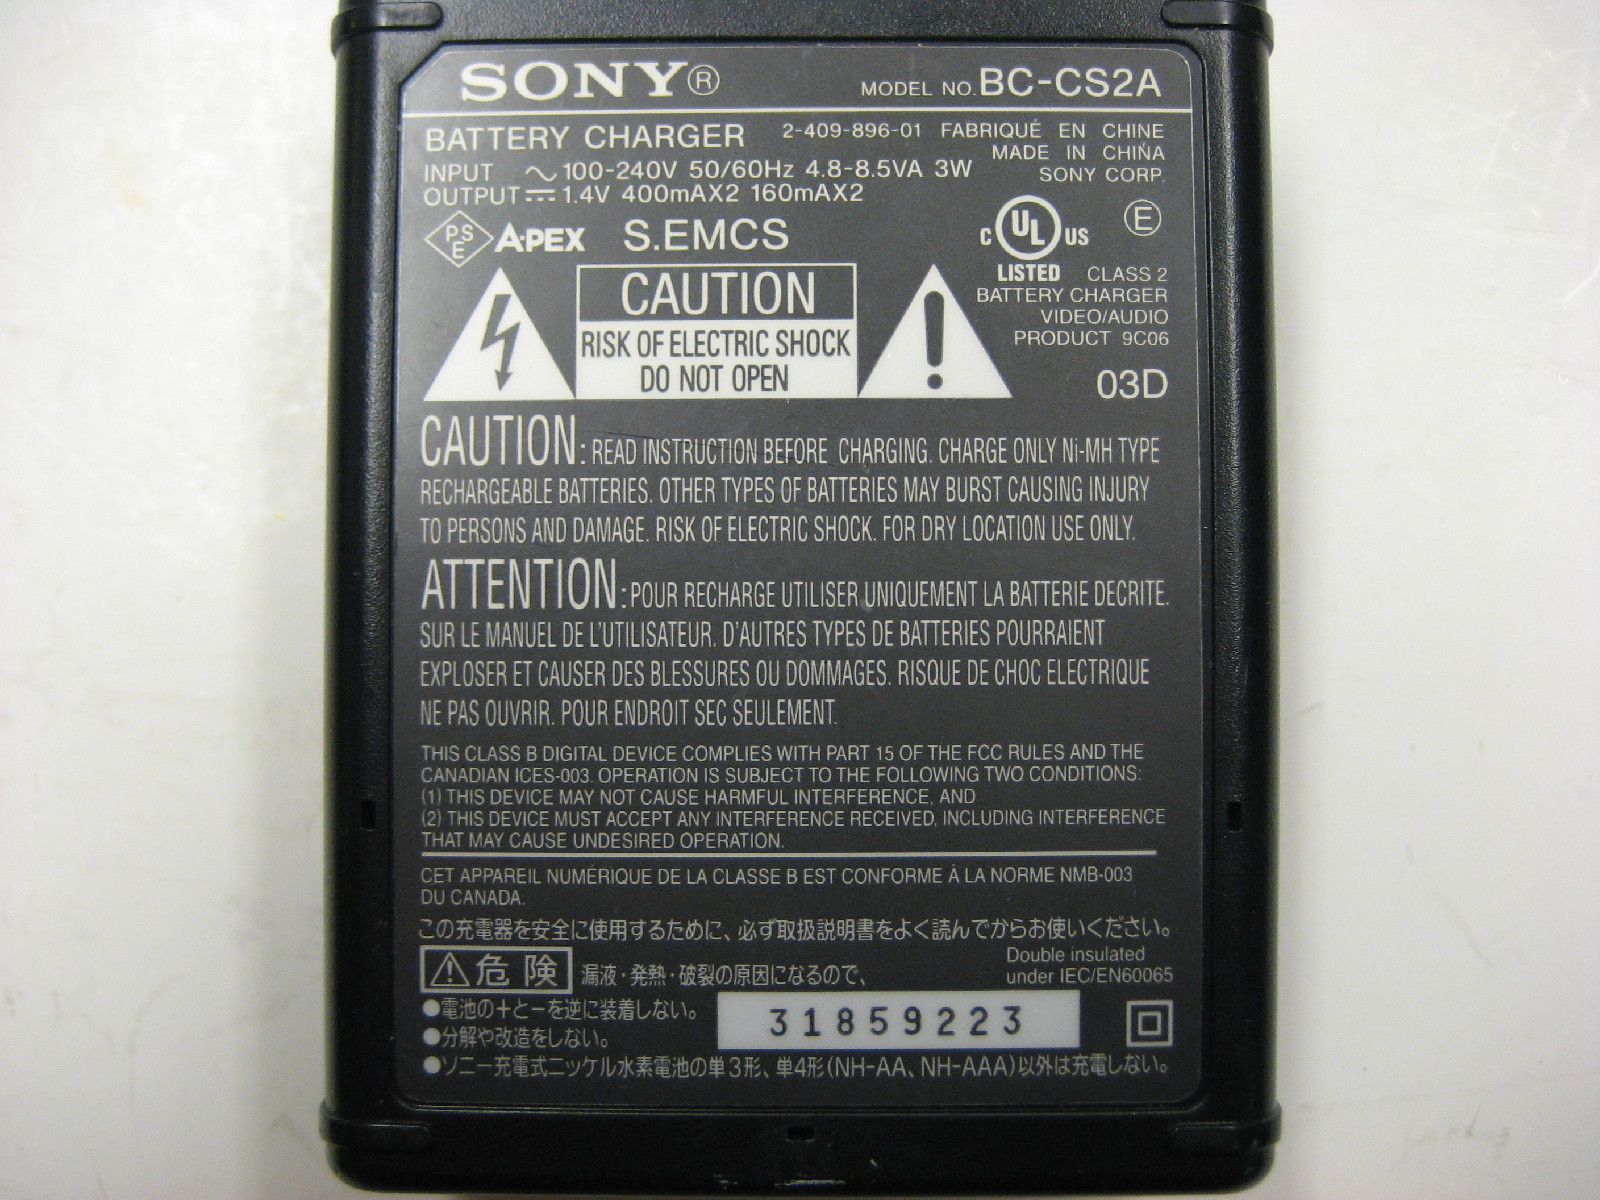 SONY®
MODEL NO. BC-CS2A
BATTERY CHARGER 2-409-896-01 FABRIQUÉ EN CHINE
MADE IN CHINA
INPUT ～ 100-240V 50/60Hz 4.8-8.5VA 3W
SONY CORP.
OUTPUT ⎓ 1.4V 400mAX2 160mAX2
PSE A-PEX S.EMCS
C UL US E
LISTED CLASS 2
BATTERY CHARGER
VIDEO/AUDIO
PRODUCT 9C06
03D
CAUTION
RISK OF ELECTRIC SHOCK
DO NOT OPEN
CAUTION: READ INSTRUCTION BEFORE CHARGING. CHARGE ONLY Ni-MH TYPE
RECHARGEABLE BATTERIES. OTHER TYPES OF BATTERIES MAY BURST CAUSING INJURY
TO PERSONS AND DAMAGE. RISK OF ELECTRIC SHOCK. FOR DRY LOCATION USE ONLY.
ATTENTION: POUR RECHARGE UTILISER UNIQUEMENT LA BATTERIE DECRITE.
SUR LE MANUEL DE L'UTILISATEUR. D'AUTRES TYPES DE BATTERIES POURRAIENT
EXPLOSER ET CAUSER DES BLESSURES OU DOMMAGES. RISQUE DE CHOC ELECTRIQUE
NE PAS OUVRIR. POUR ENDROIT SEC SEULEMENT.
THIS CLASS B DIGITAL DEVICE COMPLIES WITH PART 15 OF THE FCC RULES AND THE
CANADIAN ICES-003. OPERATION IS SUBJECT TO THE FOLLOWING TWO CONDITIONS:
(1) THIS DEVICE MAY NOT CAUSE HARMFUL INTERFERENCE, AND
(2) THIS DEVICE MUST ACCEPT ANY INTERFERENCE RECEIVED, INCLUDING INTERFERENCE
THAT MAY CAUSE UNDESIRED OPERATION.
CET APPAREIL NUMÉRIQUE DE LA CLASSE B EST CONFORME À LA NORME NMB-003
DU CANADA.
この充電器を安全に使用するために、必ず取扱説明書をよく読んでからお使いください。
⚠危険 漏液・発熱・破裂の原因になるので、
Double insulated
under IEC/EN60065
●電池の＋と−を逆に装着しない。
●分解や改造をしない。
31859223
●ソニー充電式ニッケル水素電池の単3形、単4形(NH-AA、NH-AAA)以外は充電しない。